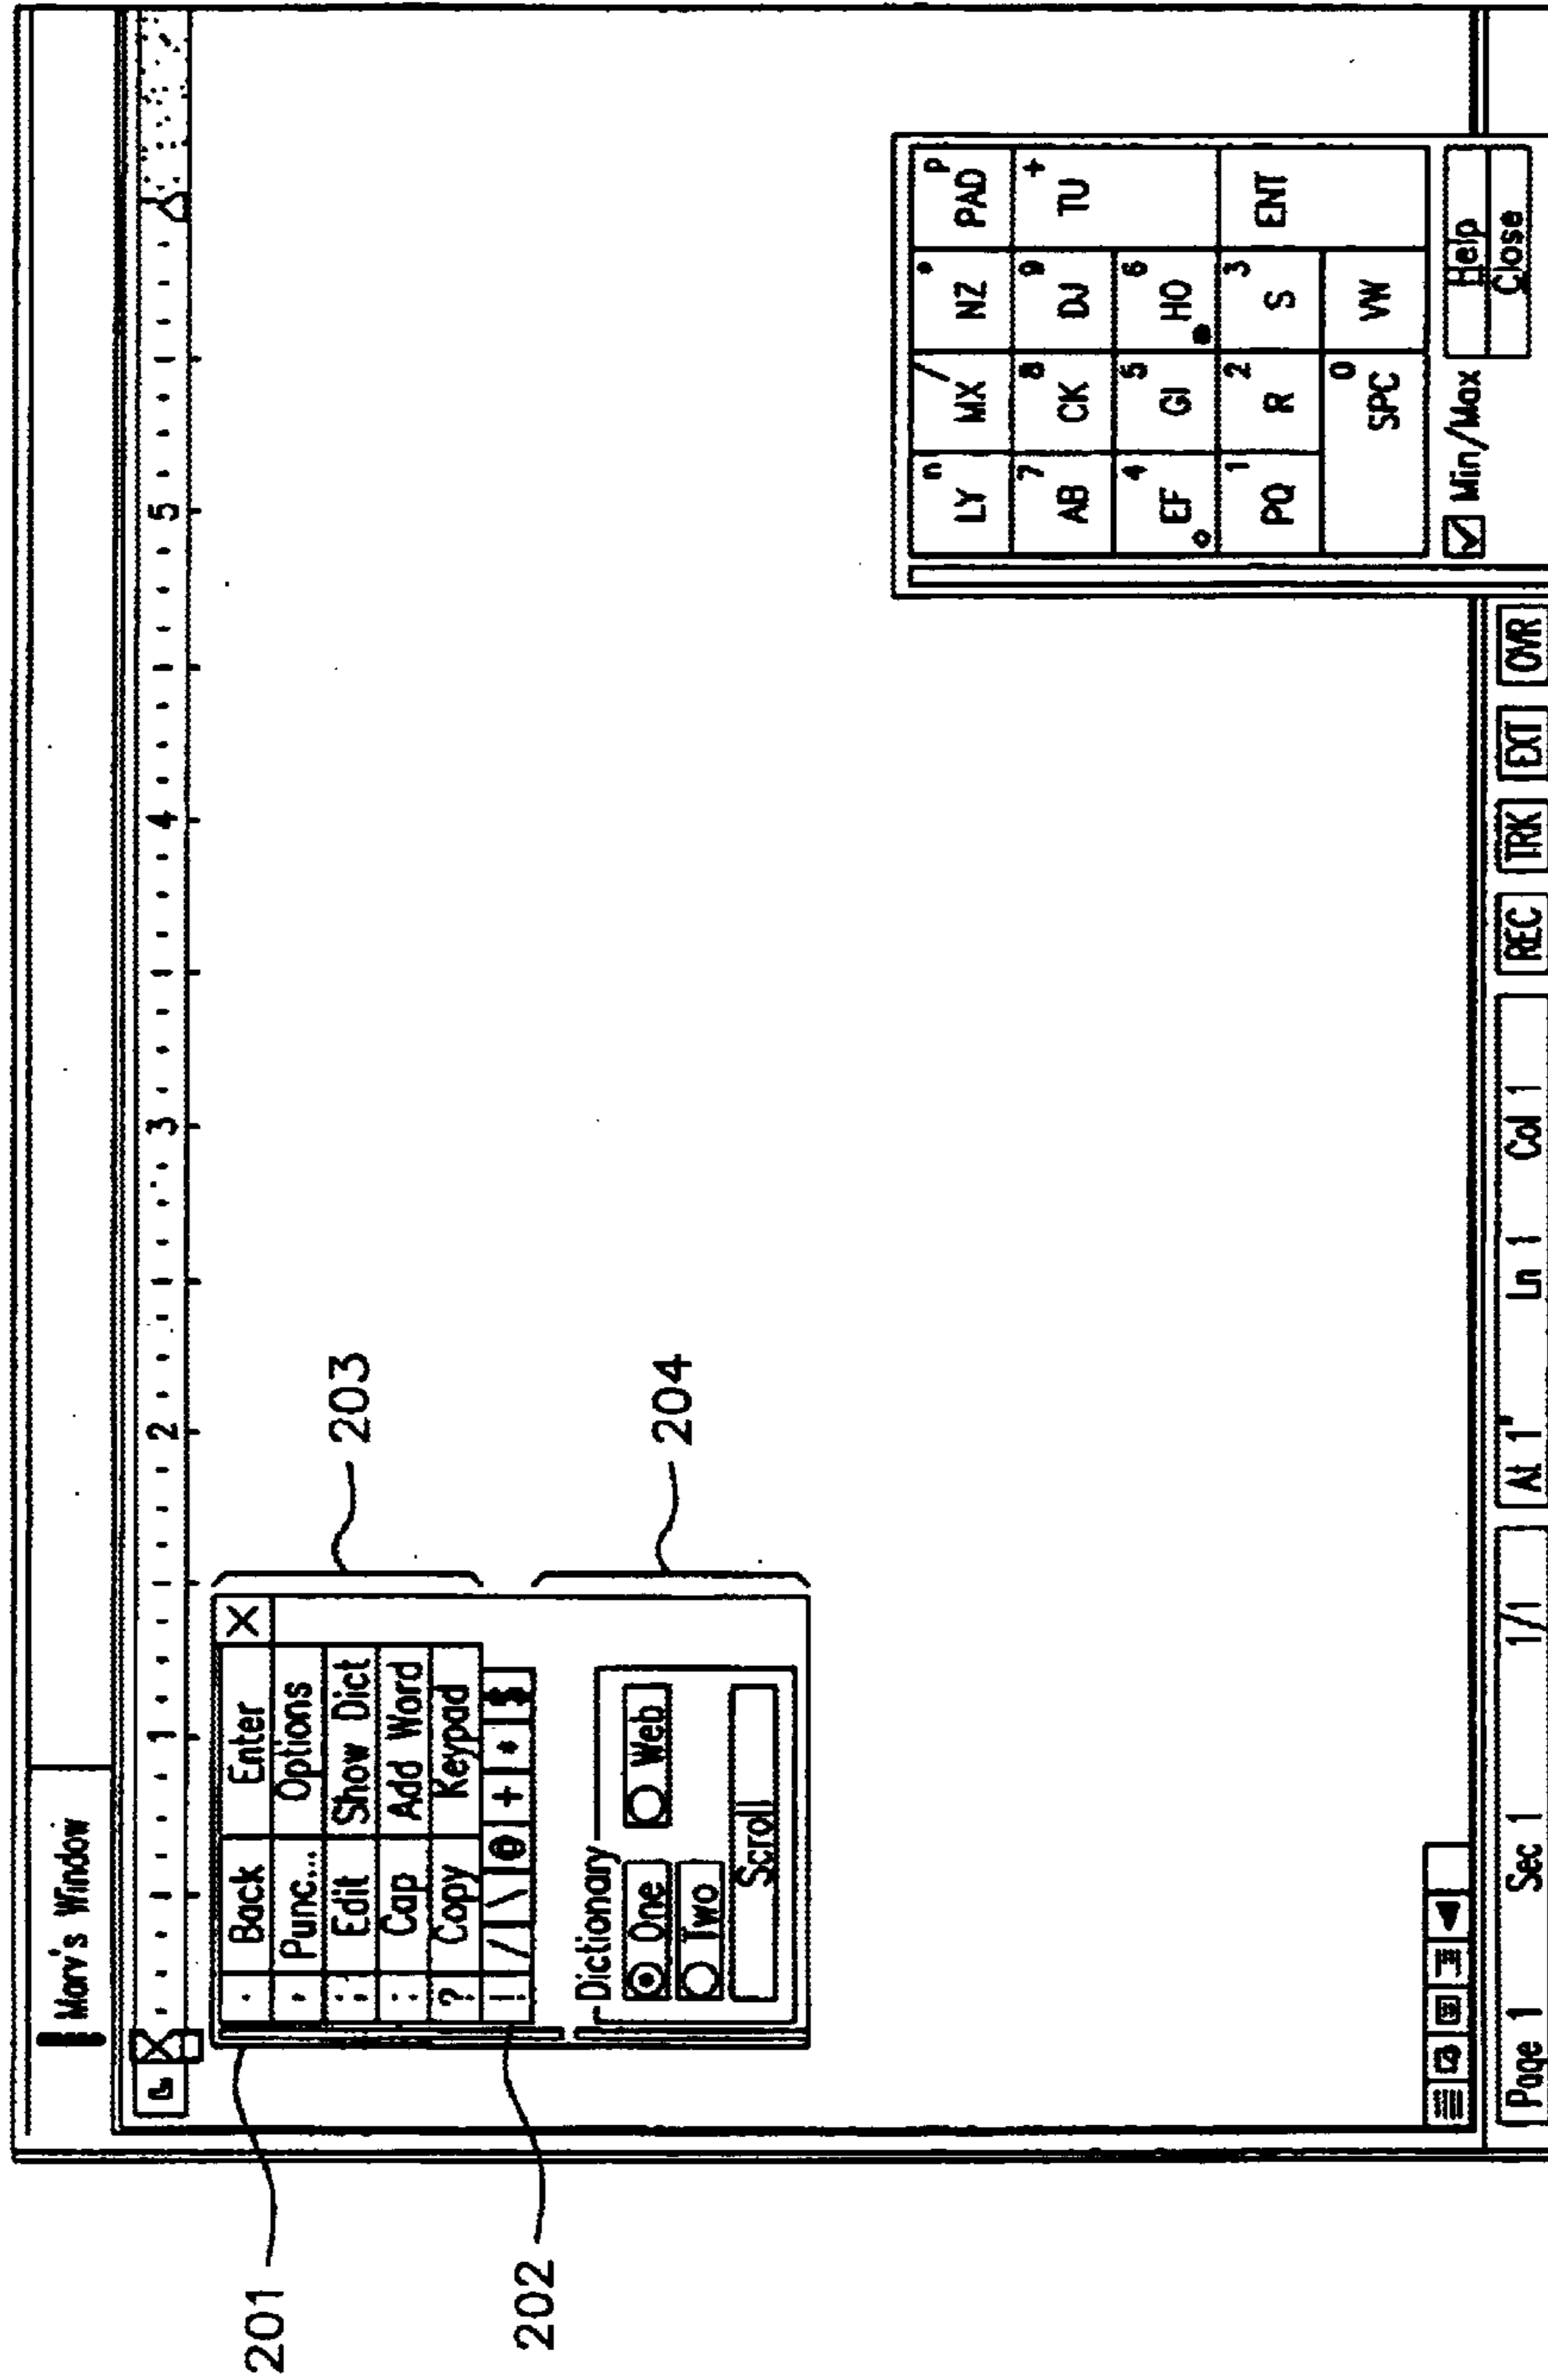 Marv's Window
1 2 3 4 5
201
202
203
204
. Back Enter X
, Punc... Options
; Edit Show Dict
: Cap Add Word
? Copy Keypad
! / \ @ + * $
Dictionary
One Web
Two
Scroll
LY n MX / NZ * PAD P
AB 7 CK 8 DJ 9 TU +
EF 4 GI 5 HO 6
PQ 1 R 2 S 3 ENT
SPC 0 VW
Min/Max Help
Close
Page 1 Sec 1 1/1 At 1" Ln 1 Col 1 REC TRK EXT OVR